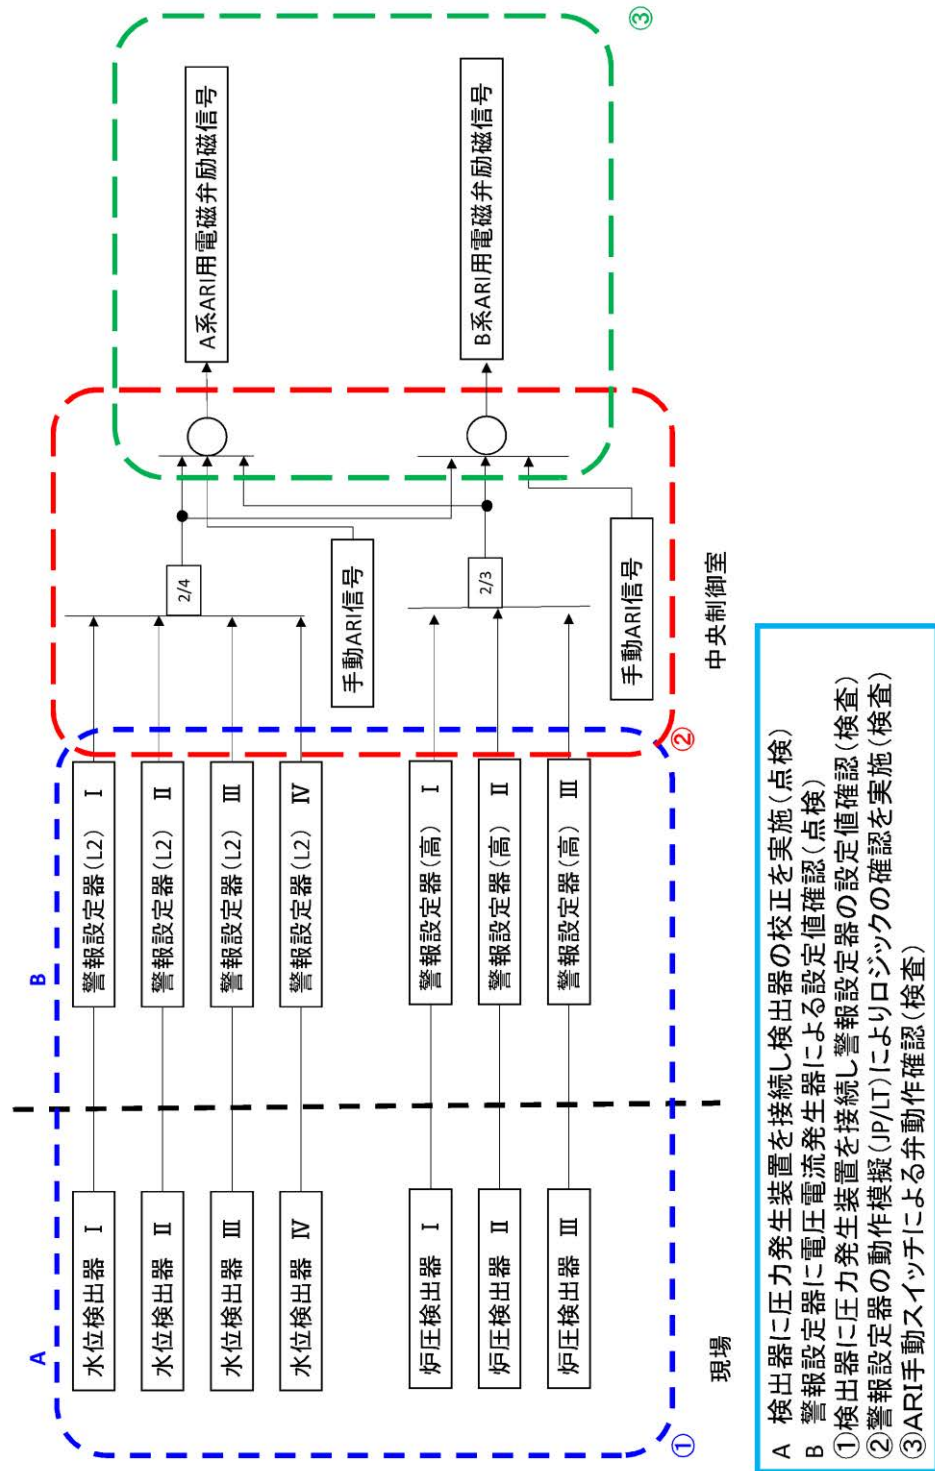 A
B
水位検出器 Ⅰ
警報設定器(L2) Ⅰ
水位検出器 Ⅱ
警報設定器(L2) Ⅱ
水位検出器 Ⅲ
警報設定器(L2) Ⅲ
水位検出器 Ⅳ
警報設定器(L2) Ⅳ
2/4
手動ARI信号
A系ARI用電磁弁励磁信号
炉圧検出器 Ⅰ
警報設定器(高) Ⅰ
炉圧検出器 Ⅱ
警報設定器(高) Ⅱ
炉圧検出器 Ⅲ
警報設定器(高) Ⅲ
2/3
手動ARI信号
B系ARI用電磁弁励磁信号
①
②
③
現場
中央制御室
A 検出器に圧力発生装置を接続し検出器の校正を実施(点検)
B 警報設定器に電圧電流発生器による設定値確認(点検)
①検出器に圧力発生装置を接続し警報設定器の設定値確認(検査)
②警報設定器の動作模擬(JP/LT)によりロジックの確認を実施(検査)
③ARI手動スイッチによる弁動作確認(検査)